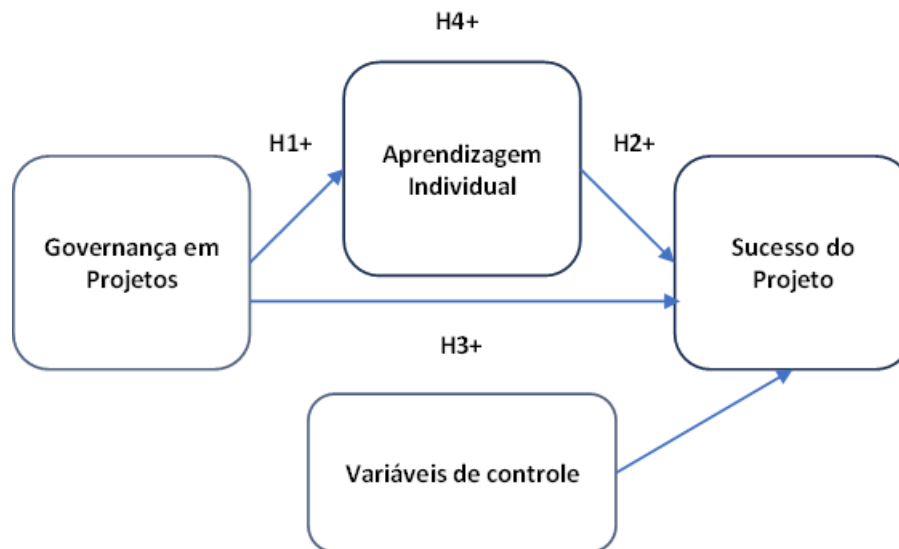 H4+
H1+
Aprendizagem
Individual
H2+
Governança em
Projetos
Sucesso do
Projeto
H3+
Variáveis de controle